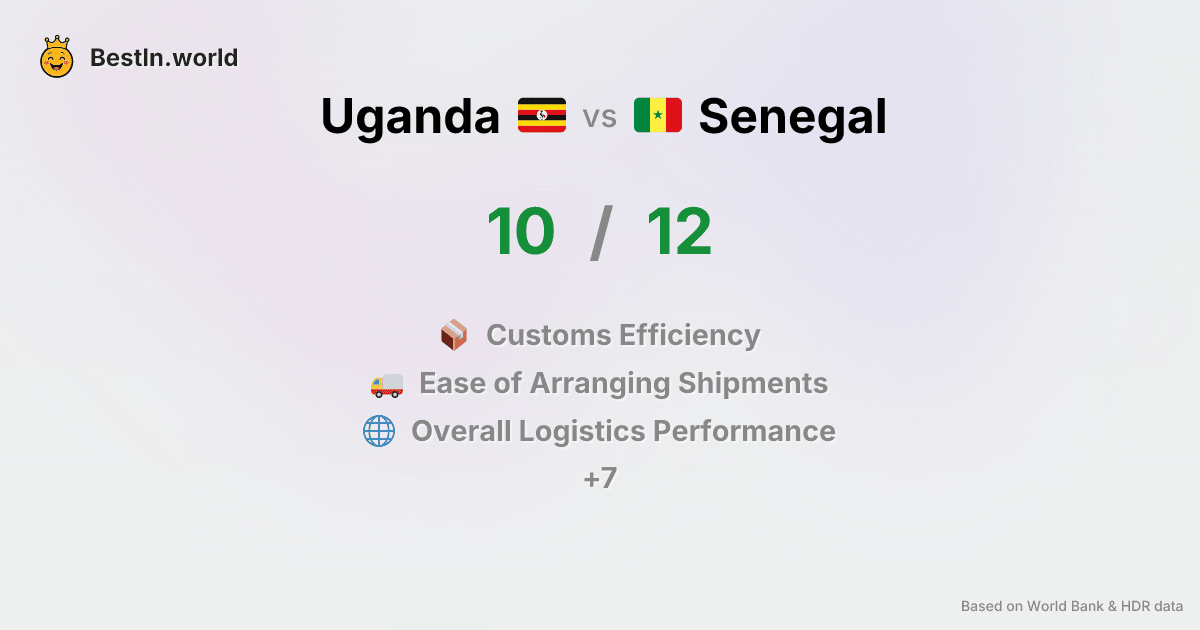 BestIn.world
Uganda vs Senegal
10 / 12
Customs Efficiency
Ease of Arranging Shipments
Overall Logistics Performance
+7
Based on World Bank & HDR data